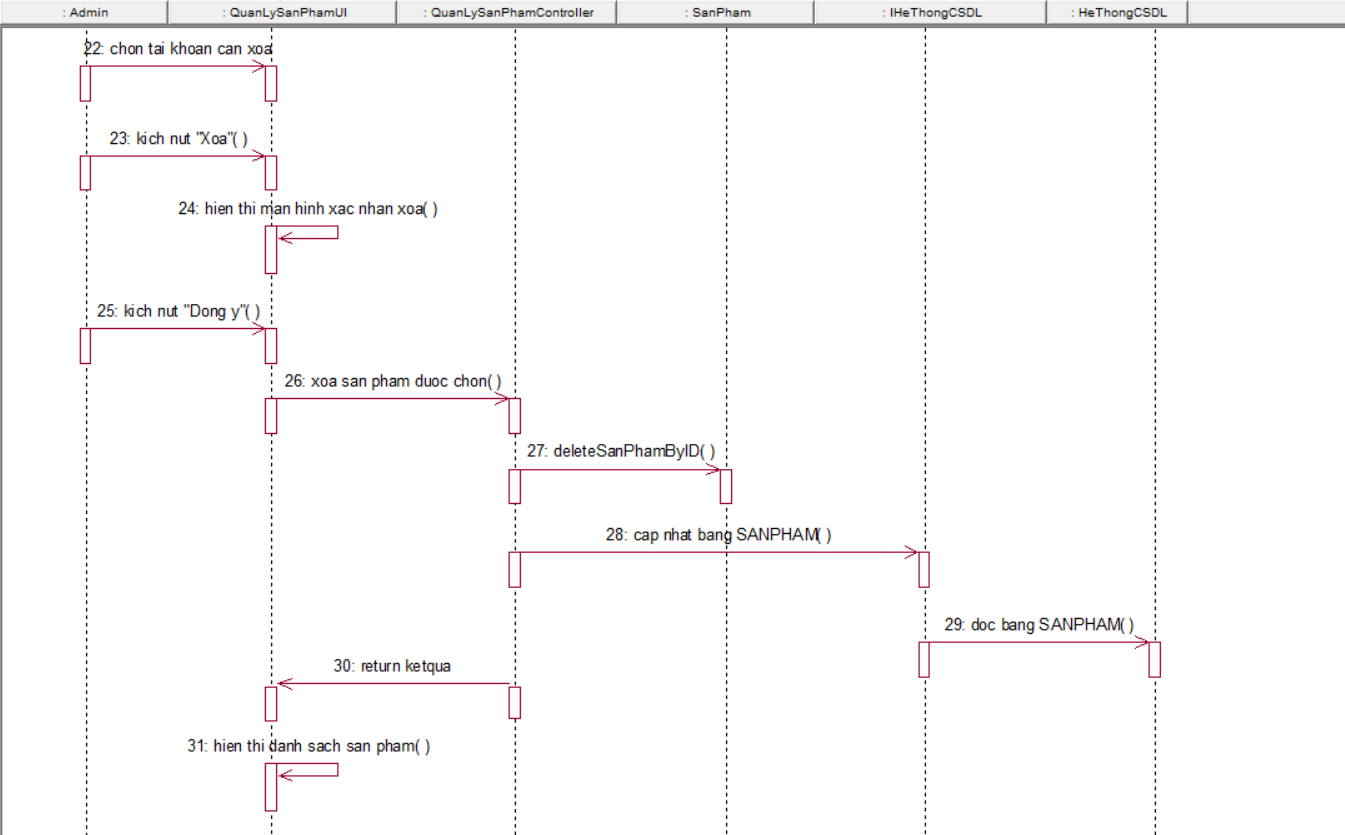 : Admin
: QuanLySanPhamUI
: QuanLySanPhamController
: SanPham
: IHeThongCSDL
: HeThongCSDL
22: chon tai khoan can xoa
23: kich nut "Xoa"( )
24: hien thi man hinh xac nhan xoa( )
25: kich nut "Dong y"( )
26: xoa san pham duoc chon( )
27: deleteSanPhamByID( )
28: cap nhat bang SANPHAM( )
29: doc bang SANPHAM( )
30: return ketqua
31: hien thi danh sach san pham( )